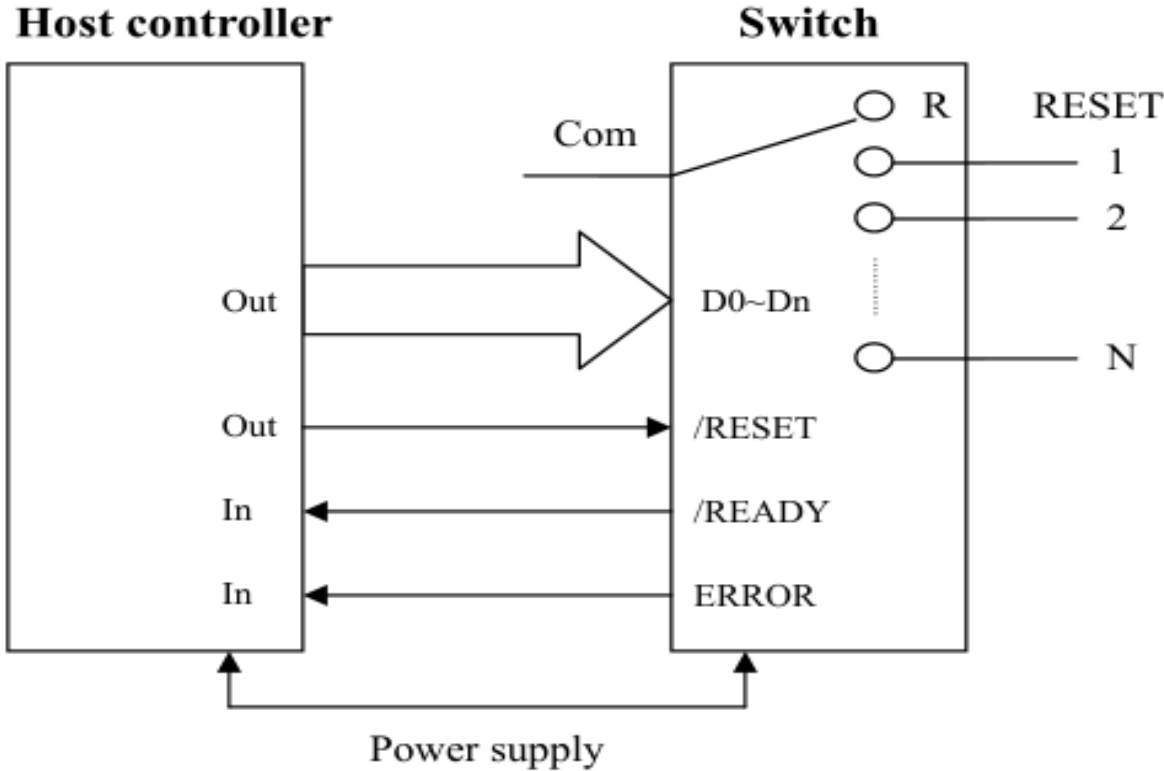 Host controller
Switch
R
RESET
Com
1
2
Out
D0~Dn
N
Out
/RESET
In
/READY
In
ERROR
Power supply